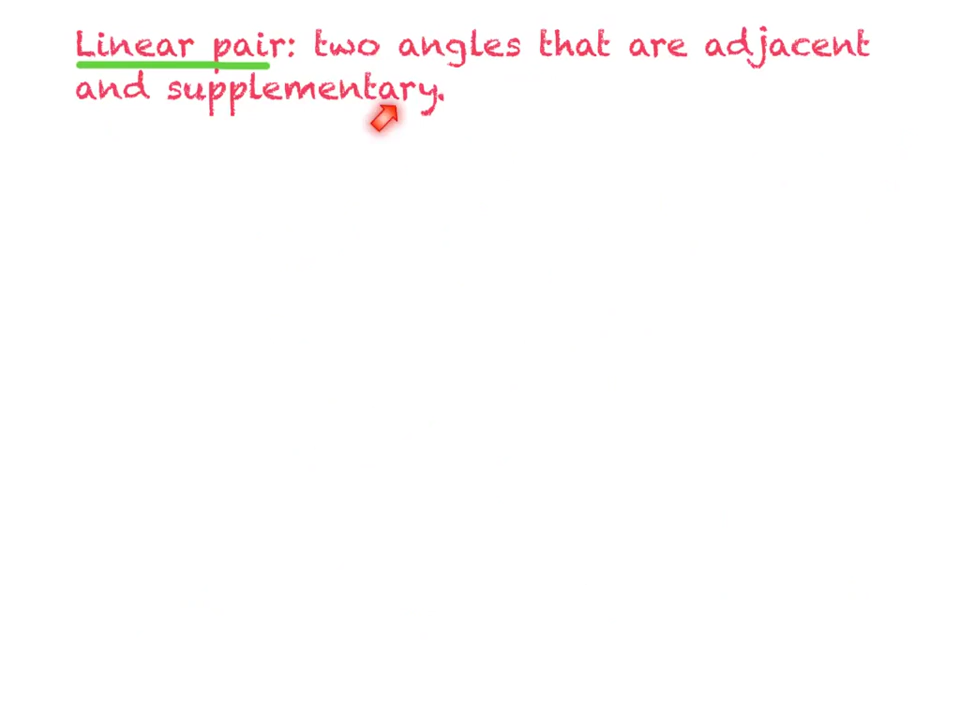 Linear pair: two angles that are adjacent
and supplementary.